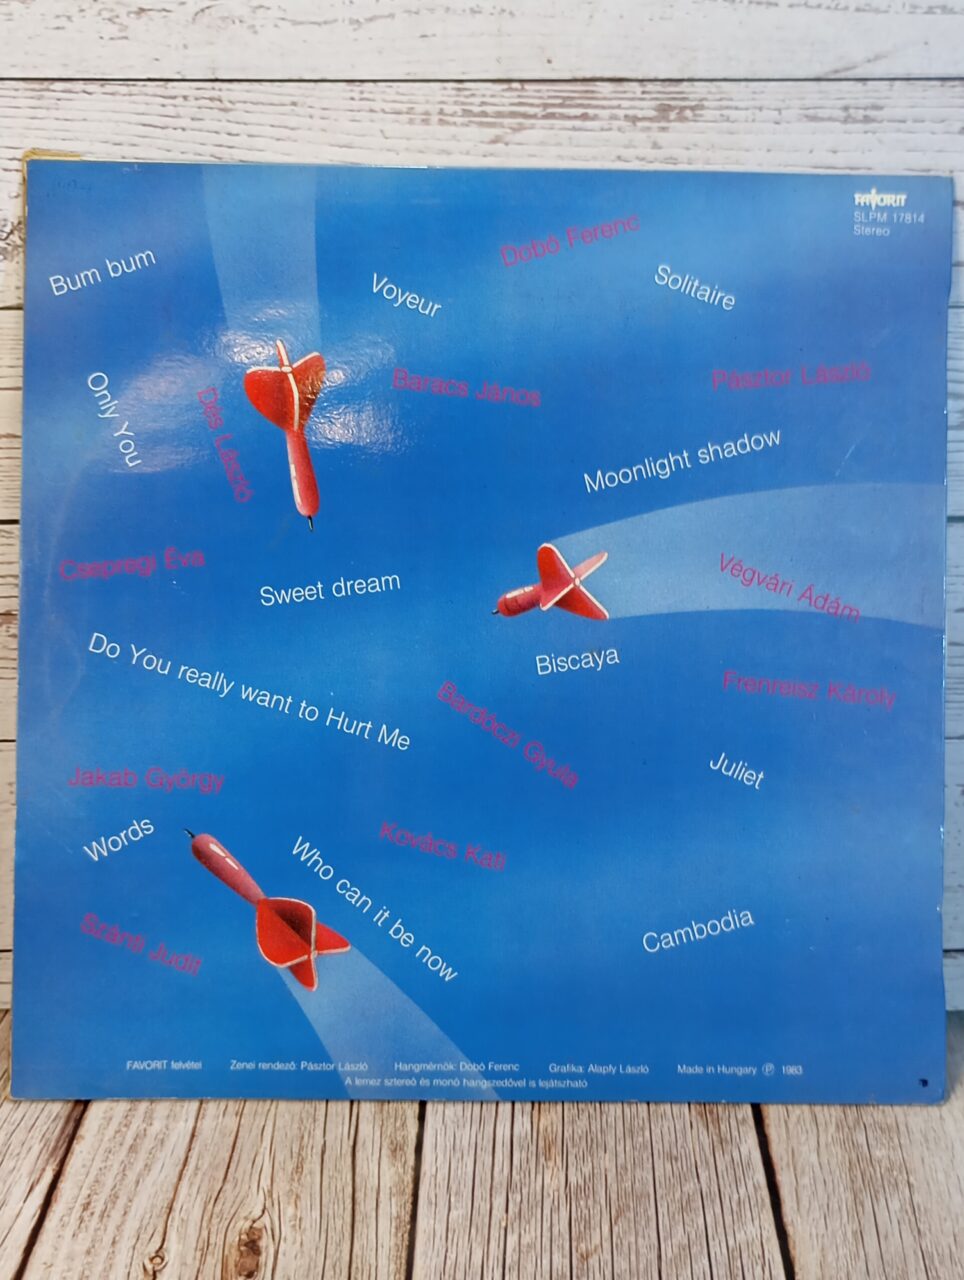 FAVORIT
SLPM 17814
Stereo
Dobó Ferenc
Bum bum
Voyeur
Solitaire
Only You
Dés László
Baracs János
Pásztor László
Moonlight shadow
Csepregi Éva
Sweet dream
Végvári Ádám
Do You really want to Hurt Me
Biscaya
Bardóczi Gyula
Frenreisz Károly
Juliet
Jakab György
Words
Who can it be now
Kovács Kati
Szánti Judit
Cambodia
FAVORIT felvétel Zenei rendező: Pásztor László Hangmérnök: Dobó Ferenc Grafika: Alapfy László Made in Hungary Ⓟ 1983
A lemez sztereó és monó hangszedővel is lejátszható